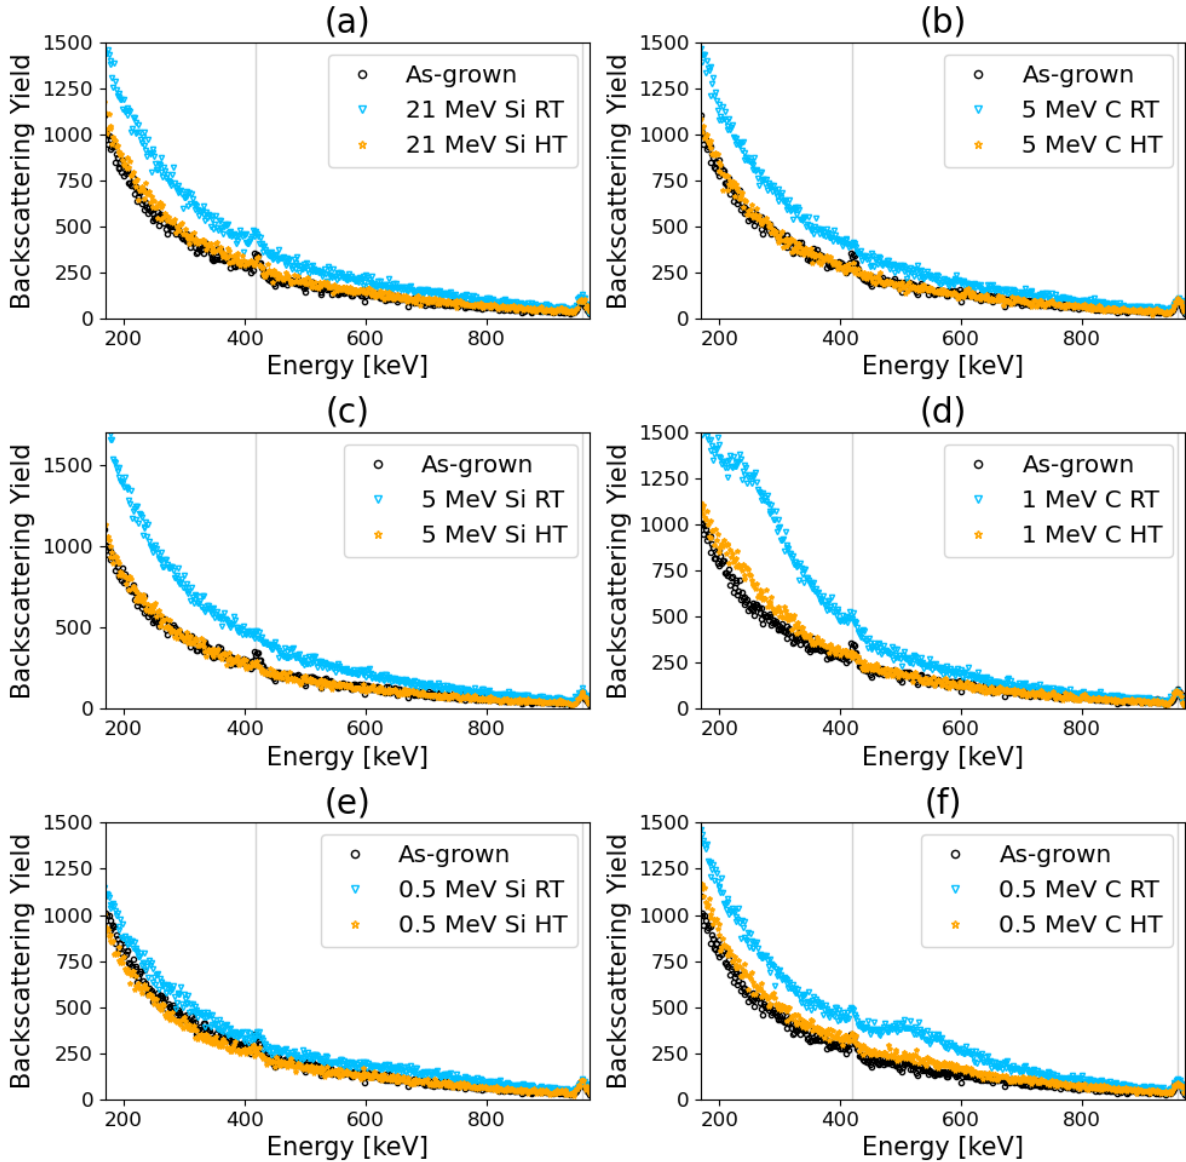 (a)
1500
1250
1000
750
500
250
0
Backscattering Yield
As-grown
21 MeV Si RT
21 MeV Si HT
200 400 600 800
Energy [keV]
(b)
1500
1250
1000
750
500
250
0
Backscattering Yield
As-grown
5 MeV C RT
5 MeV C HT
200 400 600 800
Energy [keV]
(c)
1500
1000
500
0
Backscattering Yield
As-grown
5 MeV Si RT
5 MeV Si HT
200 400 600 800
Energy [keV]
(d)
1500
1250
1000
750
500
250
0
Backscattering Yield
As-grown
1 MeV C RT
1 MeV C HT
200 400 600 800
Energy [keV]
(e)
1500
1250
1000
750
500
250
0
Backscattering Yield
As-grown
0.5 MeV Si RT
0.5 MeV Si HT
200 400 600 800
Energy [keV]
(f)
1500
1250
1000
750
500
250
0
Backscattering Yield
As-grown
0.5 MeV C RT
0.5 MeV C HT
200 400 600 800
Energy [keV]